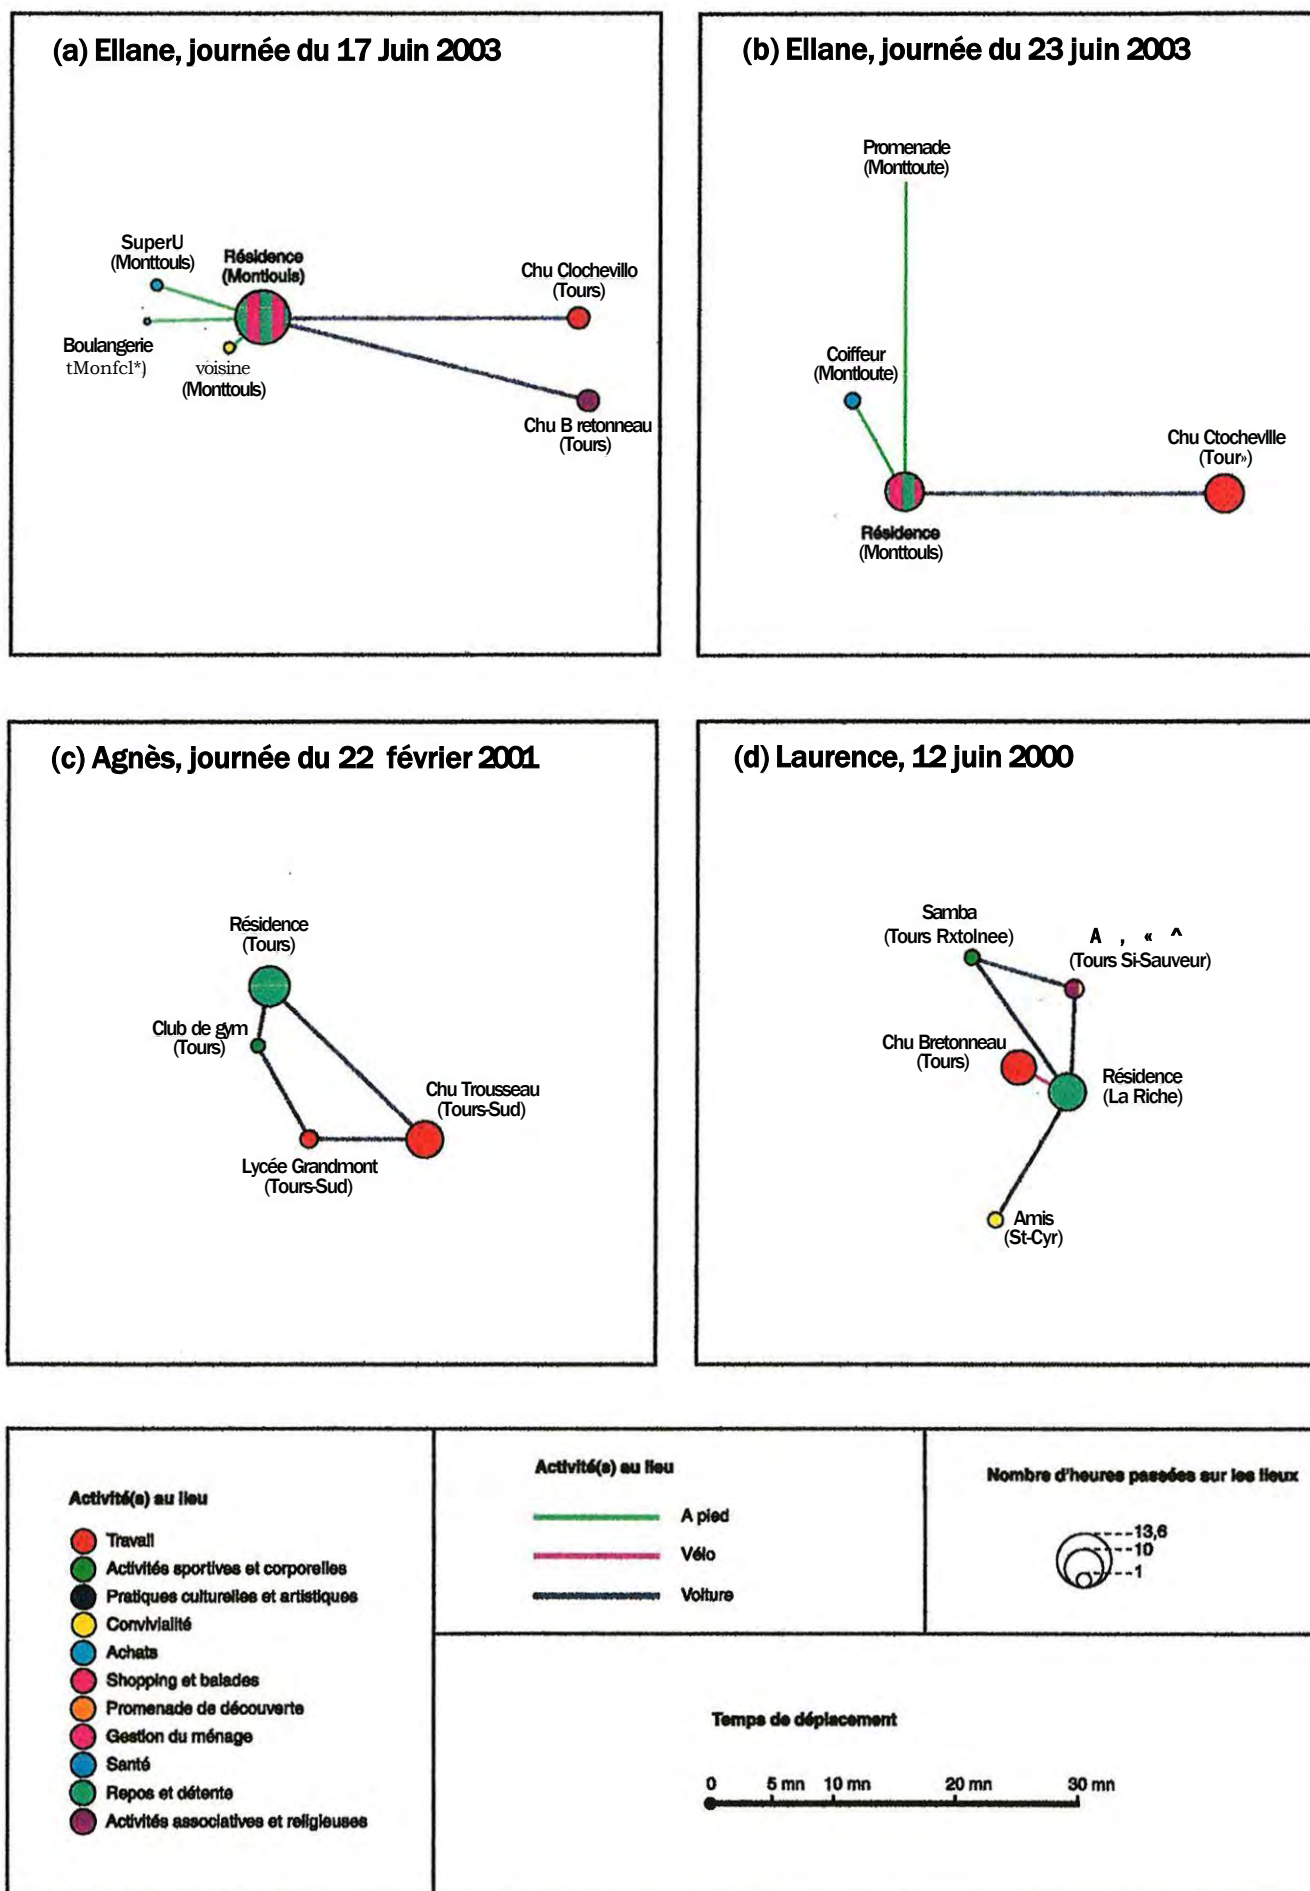 (a) Ellane, journée du 17 Juin 2003
SuperU
(Monttouls)
Résidence
(Montlouls)
Chu Clochevillo
(Tours)
Boulangerie
tMonfcl*)
voisine
(Monttouls)
Chu B retonneau
(Tours)
(b) Ellane, journée du 23 juin 2003
Promenade
(Monttoute)
Coiffeur
(Montloute)
Chu Ctochevllle
(Tour»)
Résidence
(Monttouls)
(c) Agnès, journée du 22 février 2001
Résidence
(Tours)
Club de gym
(Tours)
Chu Trousseau
(Tours-Sud)
Lycée Grandmont
(Tours-Sud)
(d) Laurence, 12 juin 2000
Samba
(Tours Rxtolnee)
A , « ^
(Tours Si-Sauveur)
Chu Bretonneau
(Tours)
Résidence
(La Riche)
Amis
(St-Cyr)
Activité(s) au lieu
Travail
Activités sportives et corporelles
Pratiques culturelles et artistiques
Convivialité
Achats
Shopping et balades
Promenade de découverte
Gestion du ménage
Santé
Repos et détente
Activités associatives et religieuses
Activité(s) au lieu
A pied
Vélo
Voiture
Nombre d'heures passées sur les lieux
13,6
10
1
Temps de déplacement
0 5 mn 10 mn 20 mn 30 mn